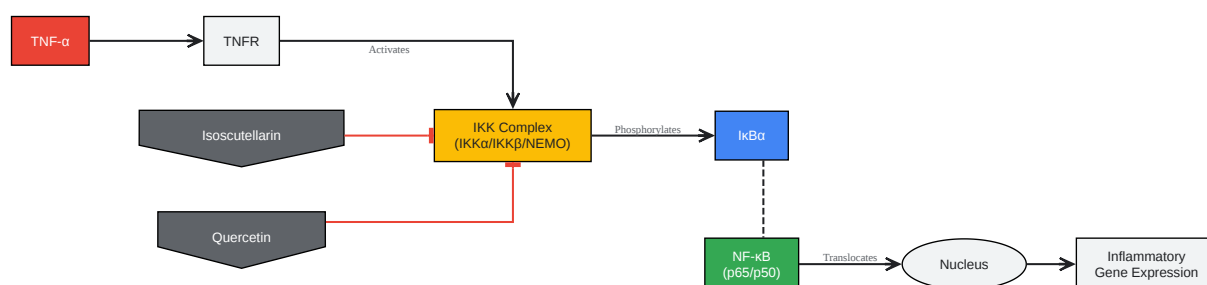 TNF-α
TNFR
Activates
Isoscutellarin
IKK Complex
(IKKα/IKKβ/NEMO)
Phosphorylates
IκBα
Quercetin
NF-κB
(p65/p50)
Translocates
Nucleus
Inflammatory
Gene Expression